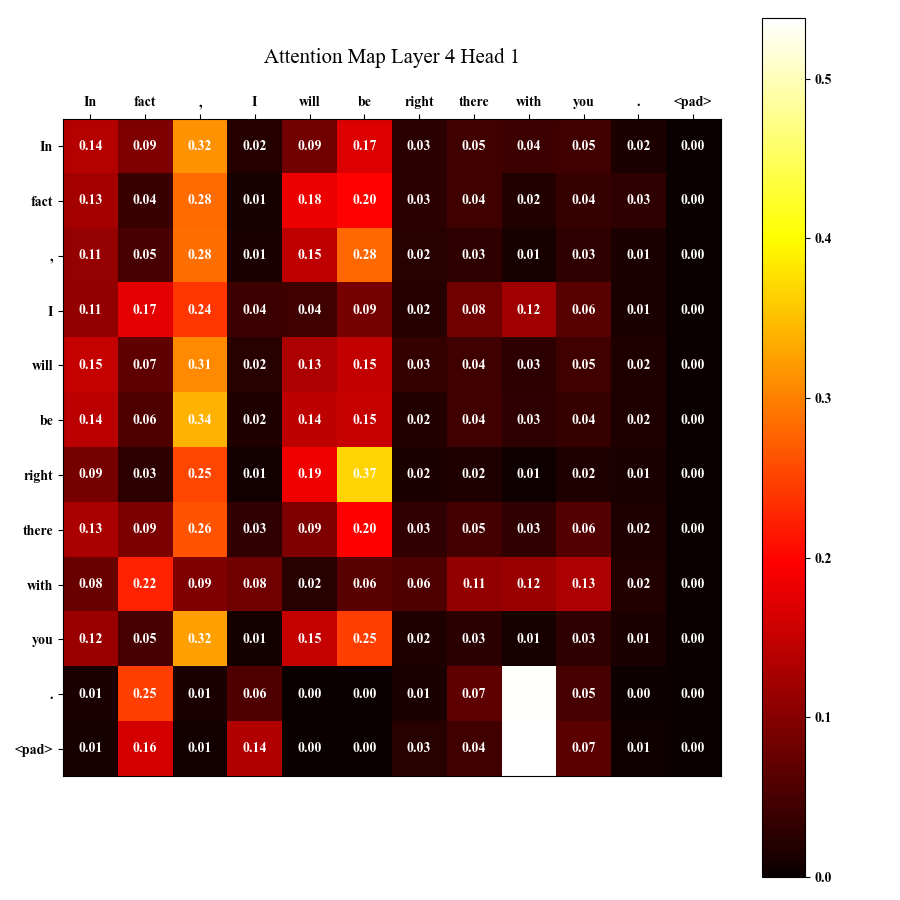 Attention Map Layer 4 Head 1
In fact , I will be right there with you . <pad>
In 0.14 0.09 0.32 0.02 0.09 0.17 0.03 0.05 0.04 0.05 0.02 0.00
fact 0.13 0.04 0.28 0.01 0.18 0.20 0.03 0.04 0.02 0.04 0.03 0.00
, 0.11 0.05 0.28 0.01 0.15 0.28 0.02 0.03 0.01 0.03 0.01 0.00
I 0.11 0.17 0.24 0.04 0.04 0.09 0.02 0.08 0.12 0.06 0.01 0.00
will 0.15 0.07 0.31 0.02 0.13 0.15 0.03 0.04 0.03 0.05 0.02 0.00
be 0.14 0.06 0.34 0.02 0.14 0.15 0.02 0.04 0.03 0.04 0.02 0.00
right 0.09 0.03 0.25 0.01 0.19 0.37 0.02 0.02 0.01 0.02 0.01 0.00
there 0.13 0.09 0.26 0.03 0.09 0.20 0.03 0.05 0.03 0.06 0.02 0.00
with 0.08 0.22 0.09 0.08 0.02 0.06 0.06 0.11 0.12 0.13 0.02 0.00
you 0.12 0.05 0.32 0.01 0.15 0.25 0.02 0.03 0.01 0.03 0.01 0.00
. 0.01 0.25 0.01 0.06 0.00 0.00 0.01 0.07 0.05 0.00 0.00
<pad> 0.01 0.16 0.01 0.14 0.00 0.00 0.03 0.04 0.07 0.01 0.00
0.5
0.4
0.3
0.2
0.1
0.0